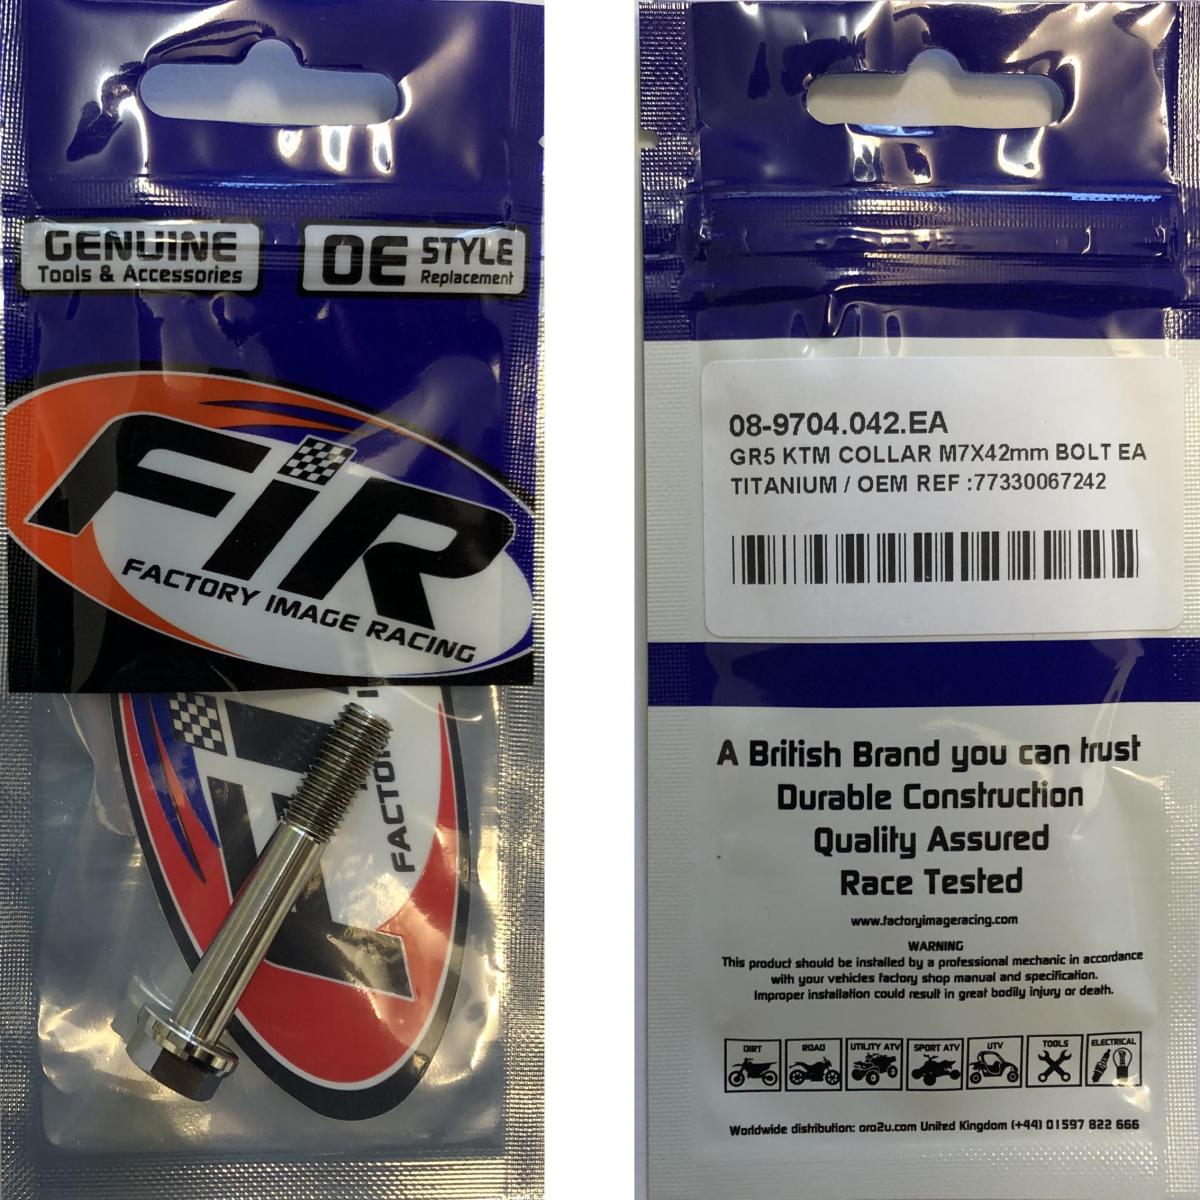 GENUINE
Tools & Accessories
OE STYLE
Replacement
FIR
FACTORY IMAGE RACING
FACTOR
08-9704.042.EA
GR5 KTM COLLAR M7X42mm BOLT EA
TITANIUM / OEM REF :77330067242
A British Brand you can trust
Durable Construction
Quality Assured
Race Tested
www.factoryimageracing.com
WARNING
This product should be installed by a professional mechanic in accordance
with your vehicles factory shop manual and specification.
Improper installation could result in great bodily injury or death.
DIRT ROAD UTILITY ATV SPORT ATV UTV TOOLS ELECTRICAL
Worldwide distribution: oro2u.com United Kingdom (+44) 01597 822 666